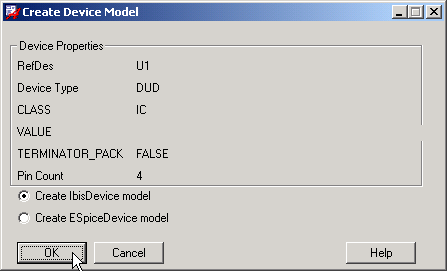 Create Device Model
Device Properties
RefDes U1
Device Type DUD
CLASS IC
VALUE
TERMINATOR_PACK FALSE
Pin Count 4
Create IbisDevice model
Create ESpiceDevice model
OK Cancel Help